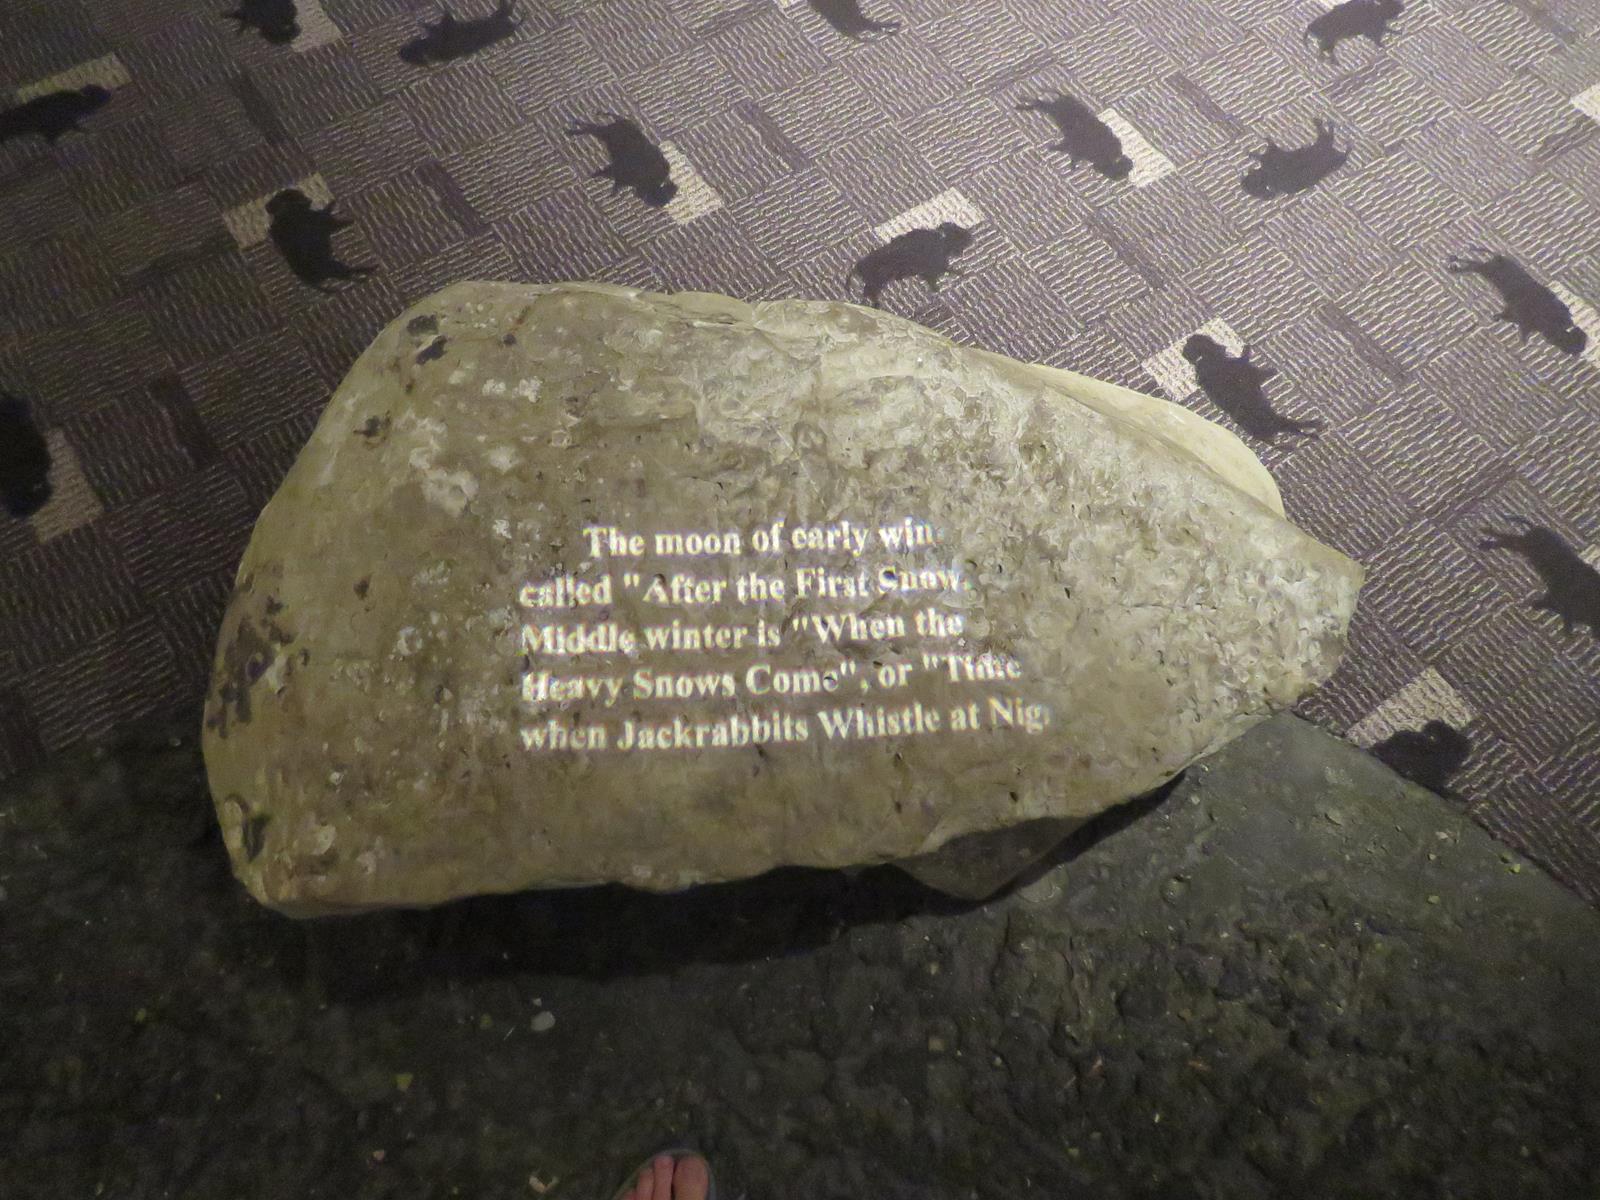 The moon of early win
called "After the First Snow.
Middle winter is "When the
Heavy Snows Come", or "Time
when Jackrabbits Whistle at Nig